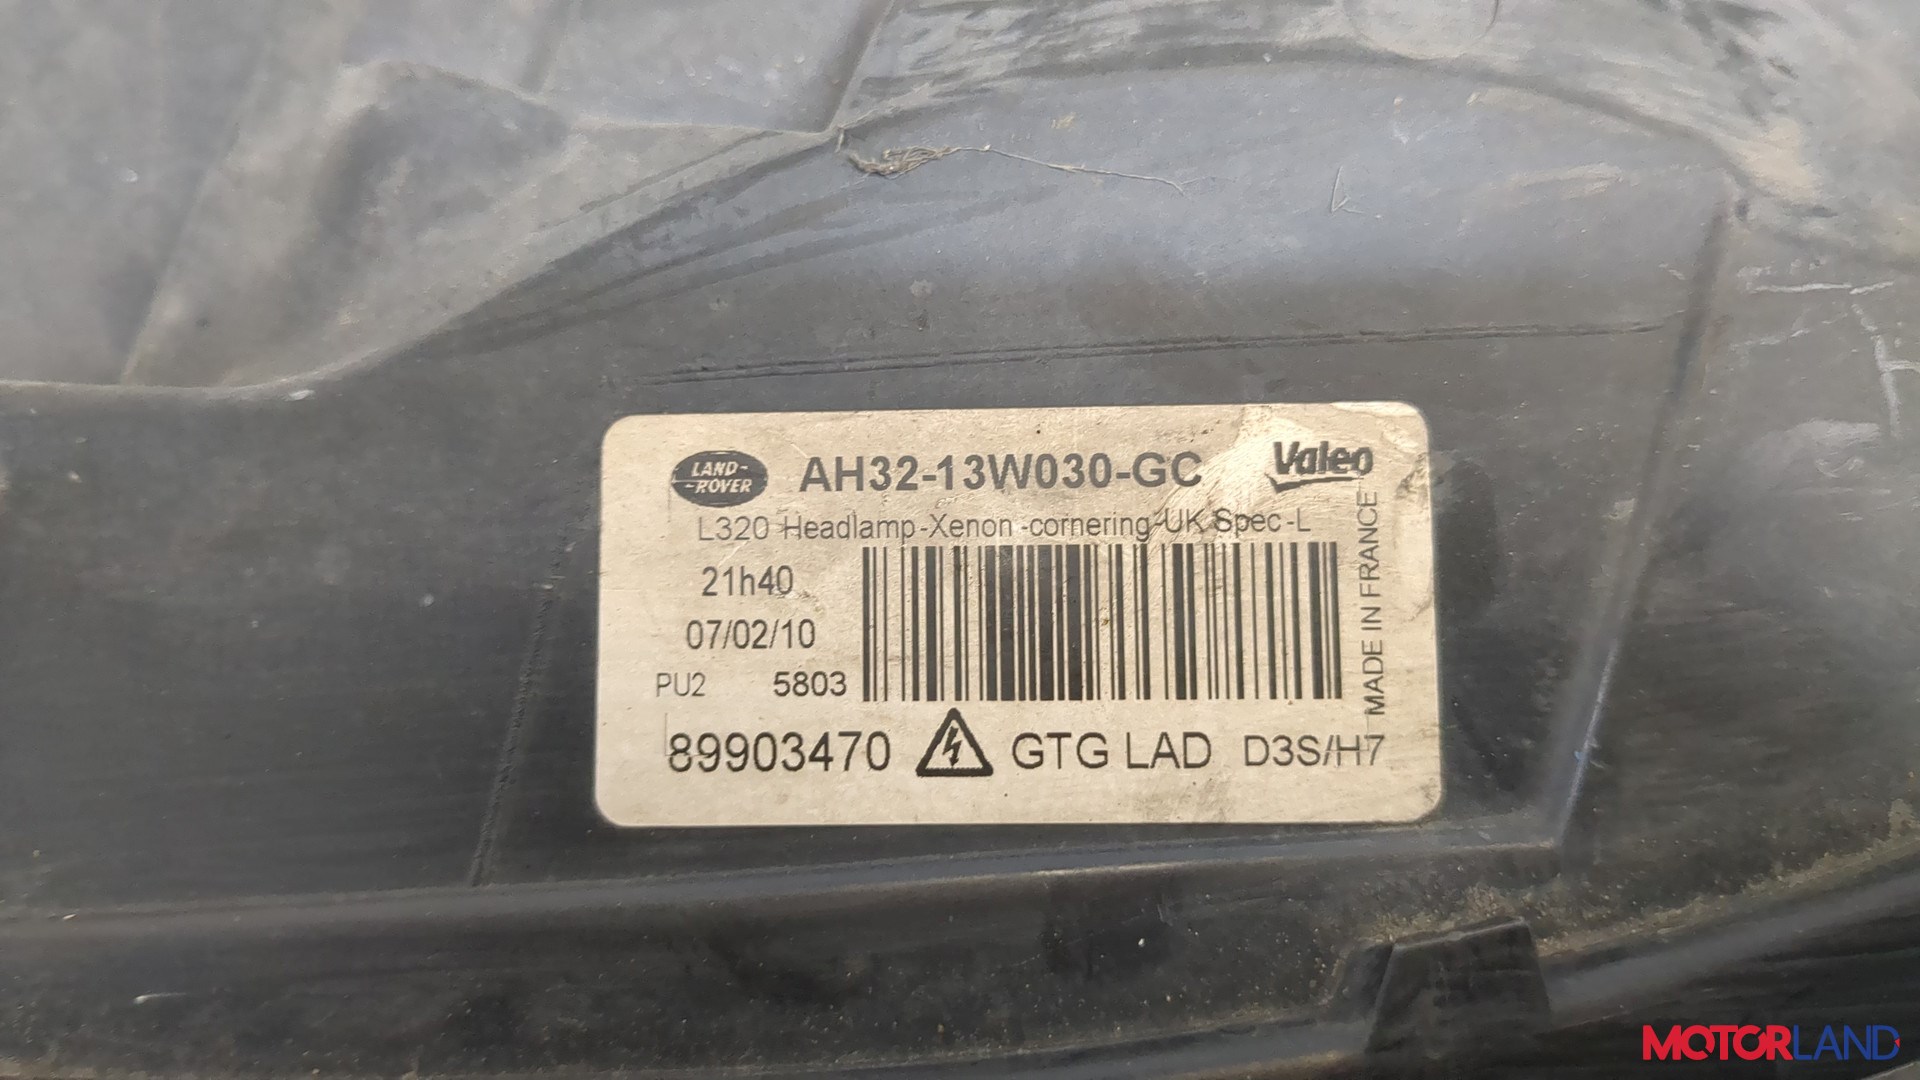 LAND-
-ROVER
AH32-13W030-GC
Valeo
L320 Headlamp-Xenon-cornering-UK Spec-L
21h40
07/02/10
PU2 5803
MADE IN FRANCE
89903470 GTG LAD D3S/H7
MOTORLAND